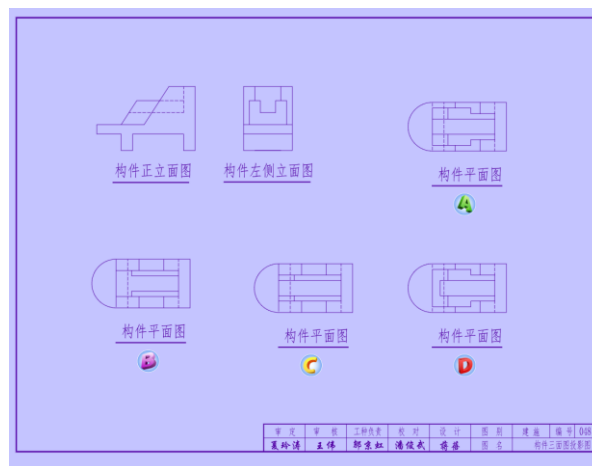 构件正立面图
构件左侧立面图
构件平面图
A
构件平面图
构件平面图
构件平面图
B
C
D
审定 审核 工种负责 校对 设计 图别 建施 编号
夏玲涛 王伟 郭京虹 潘俊武 蒋蓓 图名 构件三面图投影图